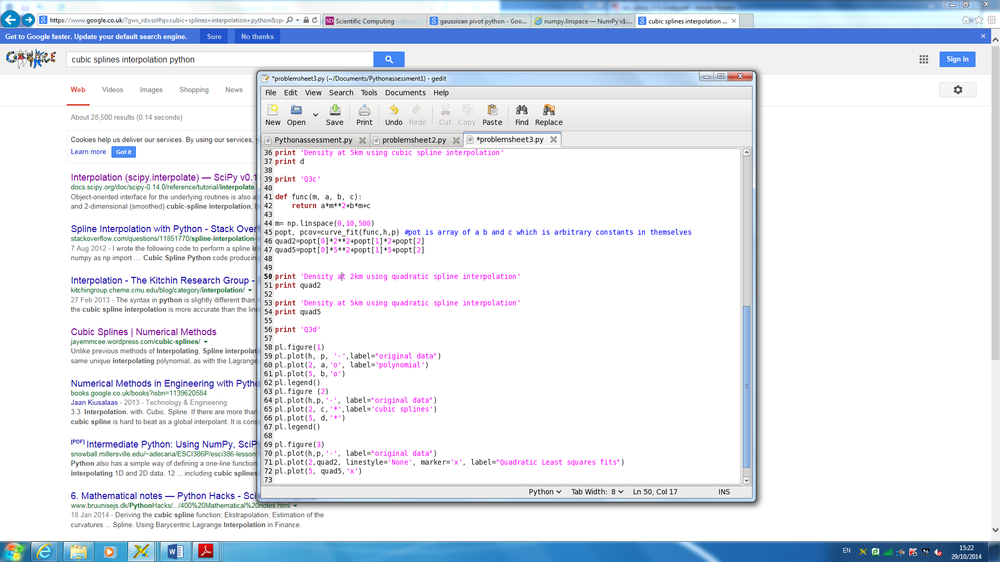 https://www.google.co.uk/?gws_rd=ssl#q=cubic+splines+interpolation+python&spe
Scientific Computing
gaussioan pivot python - Goo...
numpy.linspace — NumPy v1....
cubic splines interpolation ...
Get to Google faster. Update your default search engine.
Sure
No thanks
cubic splines interpolation python
Sign in
Web
Videos
Images
Shopping
News
About 28,500 results (0.14 seconds)
Cookies help us deliver our services. By using our services,
Learn more
Got it
Interpolation (scipy.interpolate) — SciPy v0.1
docs.scipy.org/doc/scipy-0.14.0/reference/tutorial/interpolate.
Object-oriented interface for the underlying routines is also a
and 2-dimensional (smoothed) cubic-spline interpolation, b
Spline Interpolation with Python - Stack Over
stackoverflow.com/questions/11851770/spline-interpolation-
7 Aug 2012 - I wrote the following code to perform a spline in
numpy as np import .... Cubic Spline Python code producin
Interpolation - The Kitchin Research Group -
kitchingroup.cheme.cmu.edu/blog/category/interpolation/
27 Feb 2013 - The syntax in python is slightly different than
the cubic spline interpolation is more accurate than the line
Cubic Splines | Numerical Methods
jayemmcee.wordpress.com/cubic-splines/
Unlike previous methods of Interpolating, Spline interpolat
same unique interpolating polynomial, as with the Lagrange
Numerical Methods in Engineering with Pytho
books.google.co.uk/books?isbn=1139620584
Jaan Kiusalaas - 2013 - Technology & Engineering
3.3. Interpolation. with. Cubic. Spline. If there are more than
cubic spline is hard to beat as a global interpolant. It is cons
[PDF] Intermediate Python: Using NumPy, SciP
snowball.millersville.edu/~adecaria/ESCI386P/esci386-lesson
Python also has a simple way of defining a one-line function
interpolating 1D and 2D data. 12 ... including cubic splines
6. Mathematical notes — Python Hacks - Sci
www.bruunisejs.dk/PythonHacks/.../400%20Mathematical%20notes.html
18 Jan 2014 - Deriving the cubic spline function; Ekstrapolation; Estimation of the
curvatures ... Spline. Using Barycentric Lagrange Interpolation in Finance.
*problemsheet3.py (~/Documents/Pythonassessment1) - gedit
File Edit View Search Tools Documents Help
New Open Save Print Undo Redo Cut Copy Paste Find Replace
Pythonassessment.py problemsheet2.py *problemsheet3.py
36 print 'Density at 5km using cubic spline interpolation'
37 print d
38
39 print 'Q3c'
40
41 def func(m, a, b, c):
42     return a*m**2+b*m+c
43
44 m= np.linspace(0,10,500)
45 popt, pcov=curve_fit(func,h,p) #pot is array of a b and c which is arbitrary constants in themselves
46 quad2=popt[0]*2**2+popt[1]*2+popt[2]
47 quad5=popt[0]*5**2+popt[1]*5+popt[2]
48
49
50 print 'Density at 2km using quadratic spline interpolation'
51 print quad2
52
53 print 'Density at 5km using quadratic spline interpolation'
54 print quad5
55
56 print 'Q3d'
57
58 pl.figure(1)
59 pl.plot(h, p, '-',label="original data")
60 pl.plot(2, a,'o', label='polynomial')
61 pl.plot(5, b,'o')
62 pl.legend()
63 pl.figure (2)
64 pl.plot(h,p,'-', label="original data")
65 pl.plot(2, c,'*',label='cubic splines')
66 pl.plot(5, d,'*')
67 pl.legend()
68
69 pl.figure(3)
70 pl.plot(h,p,'-', label="original data")
71 pl.plot(2,quad2, linestyle='None', marker='x', label="Quadratic Least squares fits")
72 pl.plot(5, quad5,'x')
73
Python Tab Width: 8 Ln 50, Col 17 INS
EN
15:22
29/10/2014